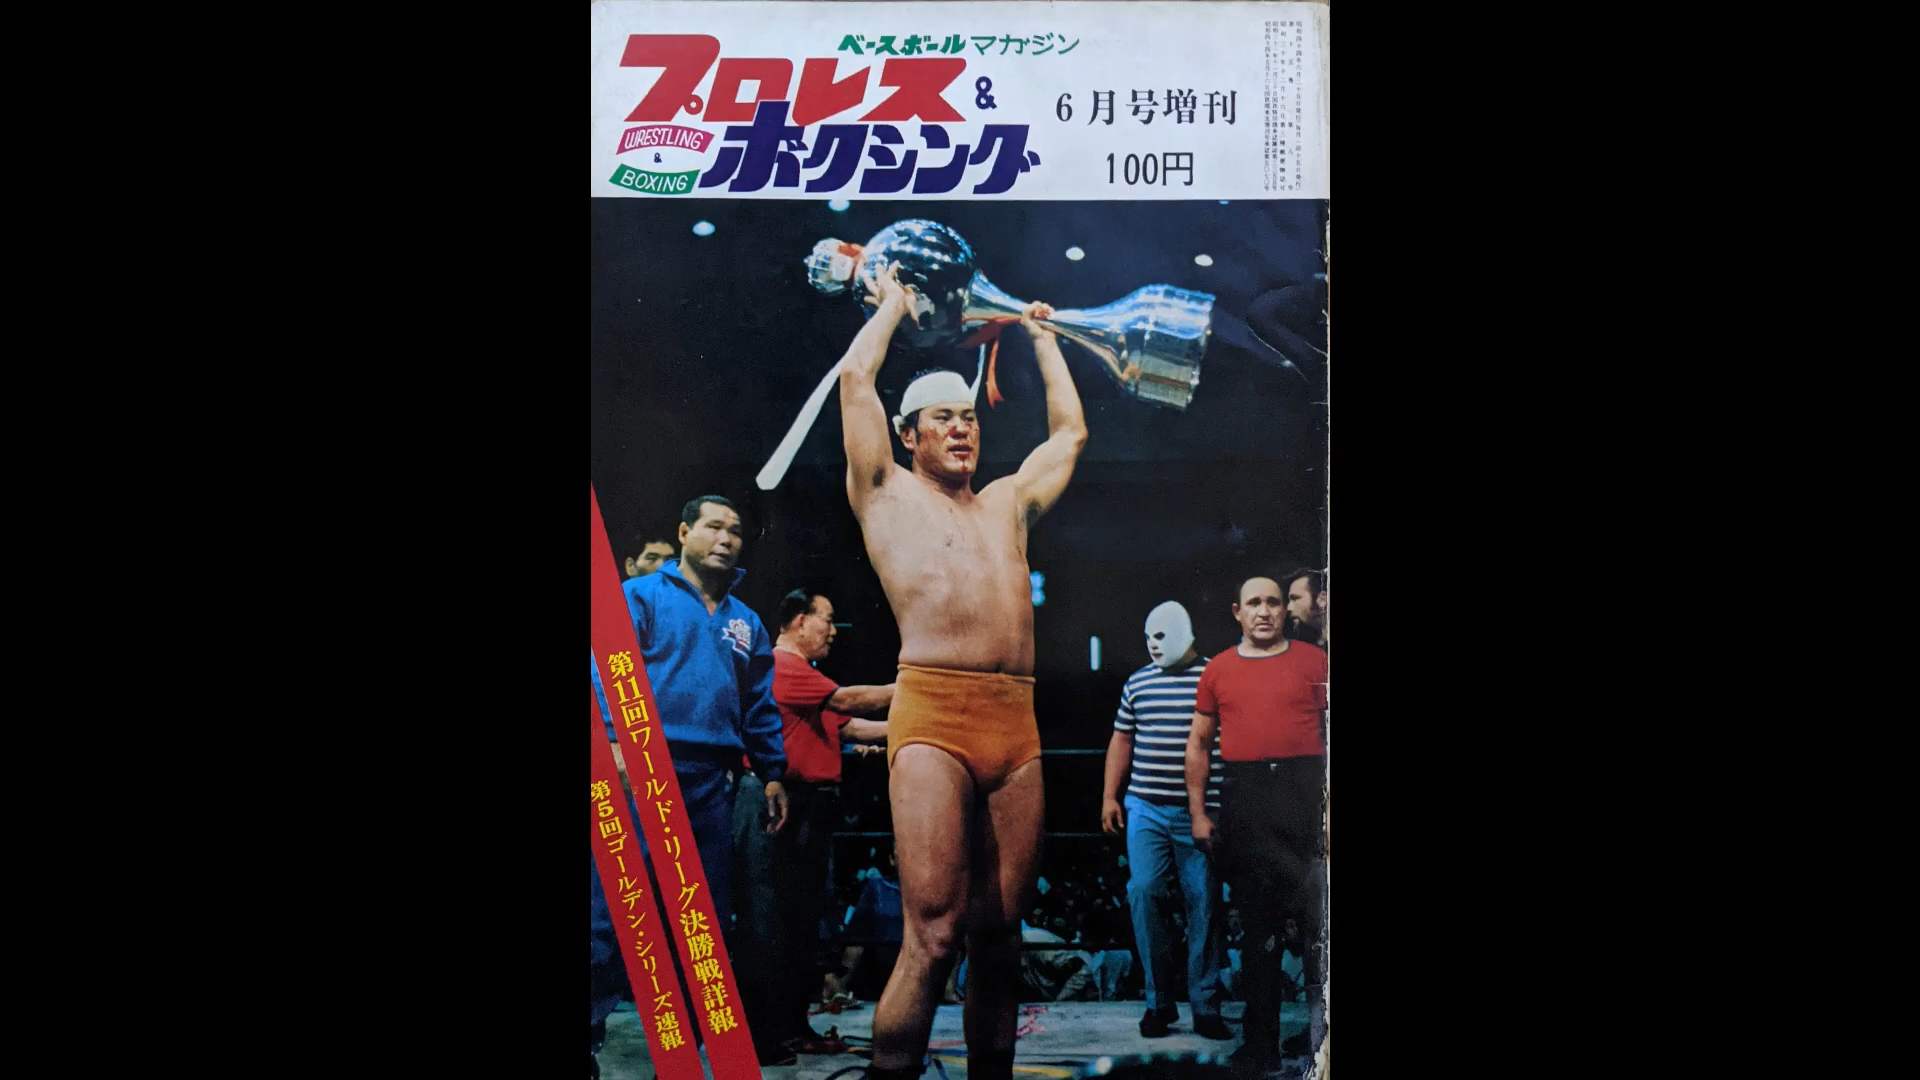 ベースボールマガジン
プロレス&
ボクシング
WRESTLING
&
BOXING
6月号増刊
100円
第11回ワールド・リーグ決勝戦詳報
第5回ゴールデン・シリーズ速報